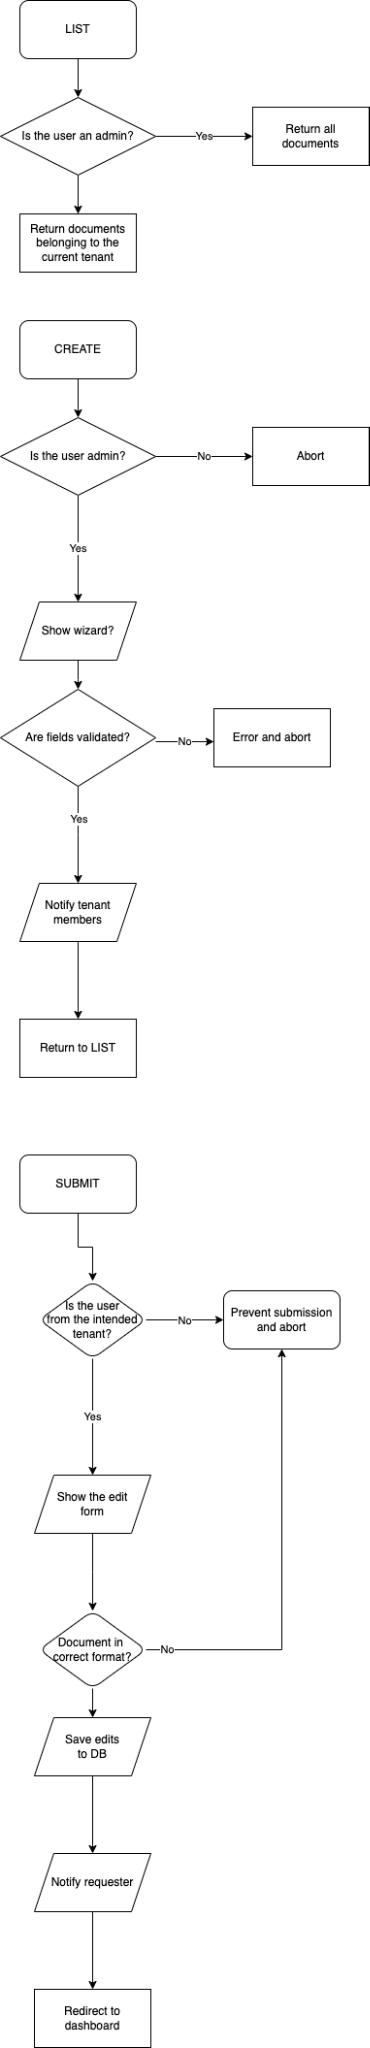 LIST
Is the user an admin?
Yes
Return all
documents
Return documents
belonging to the
current tenant
CREATE
Is the user admin?
No
Abort
Yes
Show wizard?
Are fields validated?
No
Error and abort
Yes
Notify tenant
members
Return to LIST
SUBMIT
Is the user
from the intended
tenant?
No
Prevent submission
and abort
Yes
Show the edit
form
Document in
correct format?
No
Save edits
to DB
Notify requester
Redirect to
dashboard